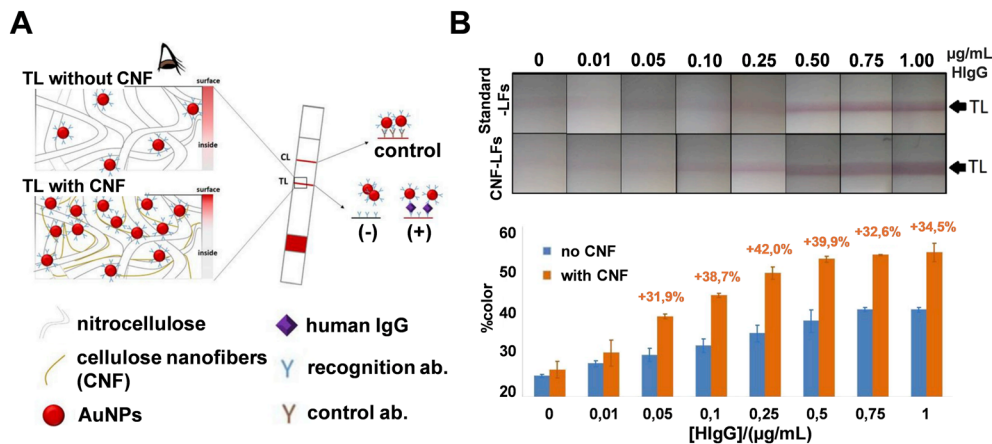 A
TL without CNF
surface
inside
TL with CNF
surface
inside
CL
TL
control
(-)
(+)
nitrocellulose
cellulose nanofibers
(CNF)
AuNPs
human IgG
recognition ab.
control ab.
B
0 0.01 0.05 0.10 0.25 0.50 0.75 1.00 µg/mL
HIgG
Standard
-LFs
TL
CNF-LFs
TL
60
50
40
30
20
%color
no CNF
with CNF
+31,9%
+38,7%
+42,0%
+39,9%
+32,6%
+34,5%
0 0,01 0,05 0,1 0,25 0,5 0,75 1
[HIgG]/(µg/mL)